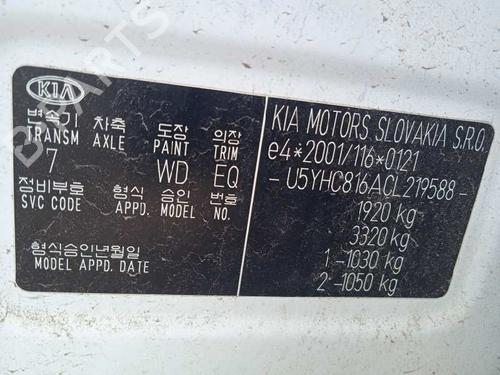 KIA
변속기 차축 도장 의장
TRANSM AXLE PAINT TRIM
7 WD EQ
정비부호 형식 승인 번호
SVC CODE APPD. MODEL NO.
형식승인년월일
MODEL APPD. DATE
KIA MOTORS SLOVAKIA S.R.O.
e4*2001/116*0121
- U5YHC816ACL219588 -
1920 kg
3320 kg
1 -1030 kg
2 -1050 kg